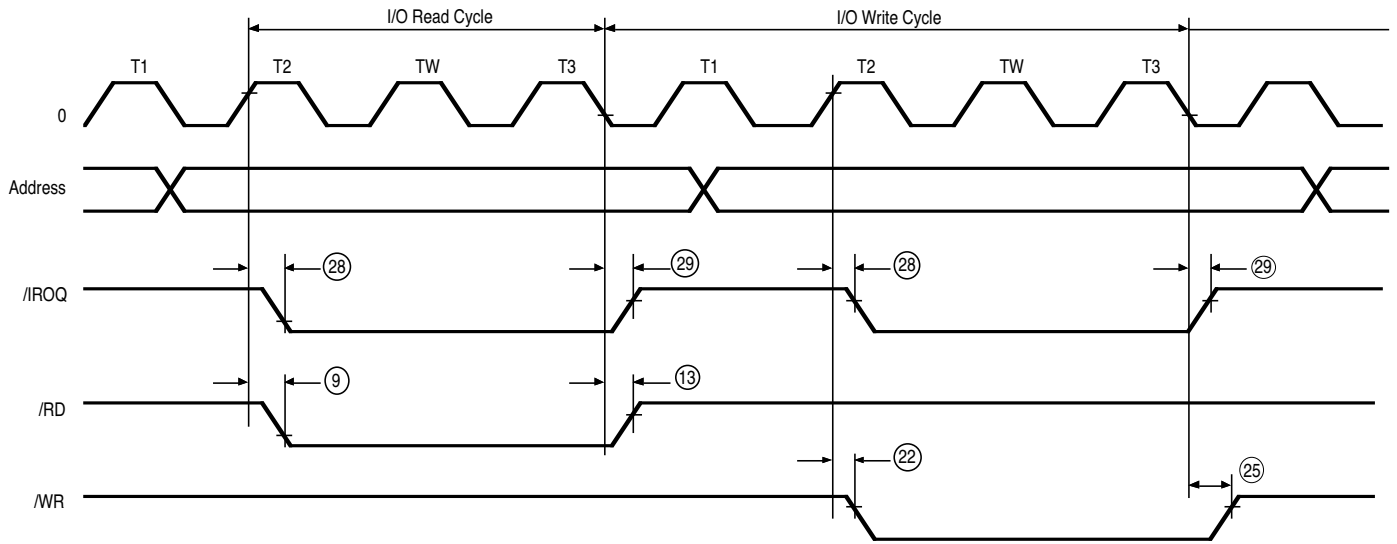 I/O Read Cycle I/O Write Cycle
T1 T2 TW T3 T1 T2 TW T3
0
Address
28 29 28 29
/IROQ
9 13
/RD
22 25
/WR